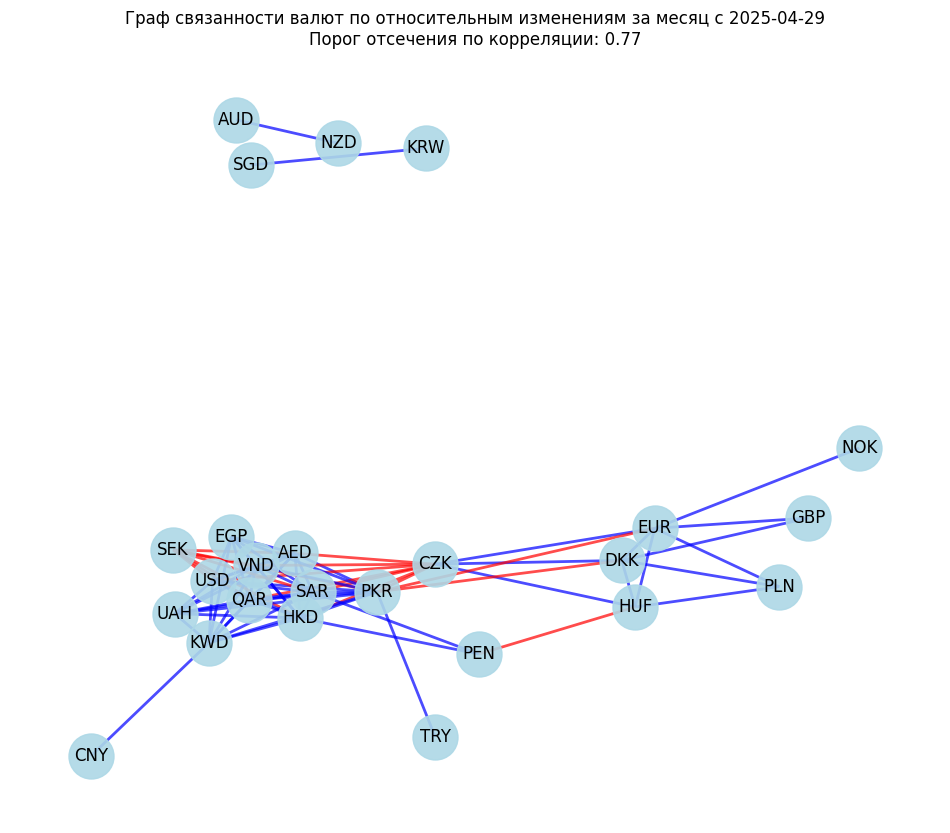 Граф связанности валют по относительным изменениям за месяц с 2025-04-29
Порог отсечения по корреляции: 0.77
AUD
NZD
KRW
SGD
NOK
GBP
EUR
EGP
SEK
AED
DKK
CZK
VND
USD
PLN
SAR
PKR
QAR
HUF
UAH
HKD
KWD
PEN
TRY
CNY